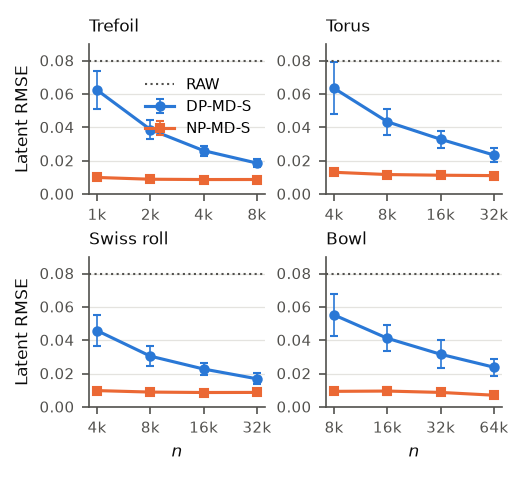 Trefoil
Torus
Latent RMSE
0.08
0.06
0.04
0.02
0.00
RAW
DP-MD-S
NP-MD-S
1k 2k 4k 8k
0.08
0.06
0.04
0.02
0.00
4k 8k 16k 32k
Swiss roll
Bowl
Latent RMSE
0.08
0.06
0.04
0.02
0.00
4k 8k 16k 32k
n
0.08
0.06
0.04
0.02
0.00
8k 16k 32k 64k
n